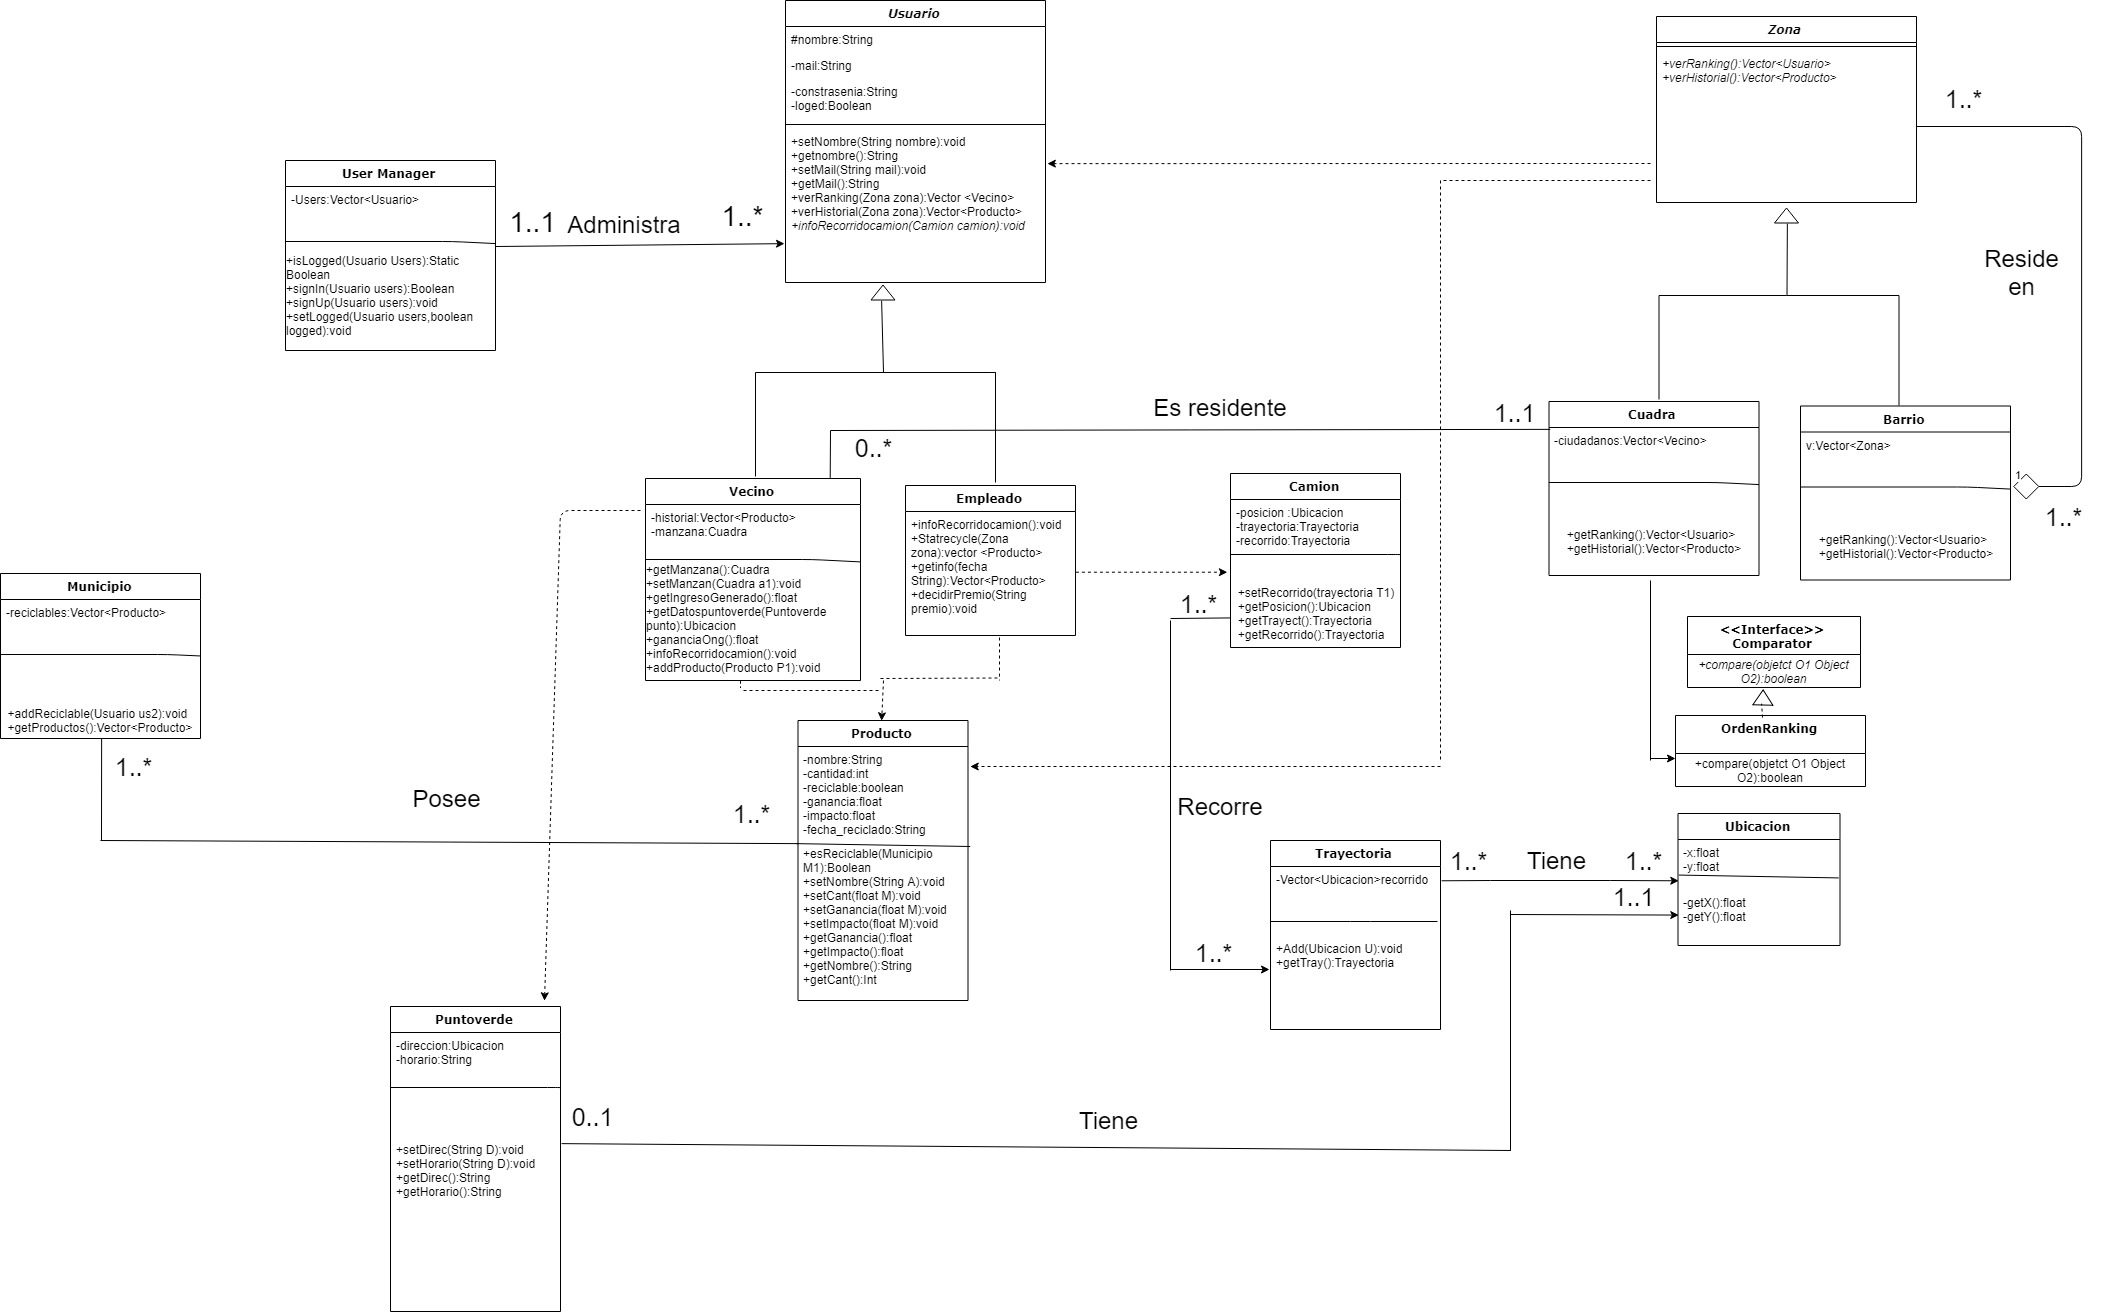 Usuario
#nombre:String
-mail:String
-constrasenia:String
-loged:Boolean
+setNombre(String nombre):void
+getnombre():String
+setMail(String mail):void
+getMail():String
+verRanking(Zona zona):Vector <Vecino>
+verHistorial(Zona zona):Vector<Producto>
+infoRecorridocamion(Camion camion):void
Zona
+verRanking():Vector<Usuario>
+verHistorial():Vector<Producto>
1..*
Reside
en
User Manager
-Users:Vector<Usuario>
+isLogged(Usuario Users):Static
Boolean
+signIn(Usuario users):Boolean
+signUp(Usuario users):void
+setLogged(Usuario users,boolean
logged):void
1..1
Administra
1..*
Es residente
0..*
1..1
Cuadra
-ciudadanos:Vector<Vecino>
+getRanking():Vector<Usuario>
+getHistorial():Vector<Producto>
Barrio
v:Vector<Zona>
+getRanking():Vector<Usuario>
+getHistorial():Vector<Producto>
1
1..*
Vecino
-historial:Vector<Producto>
-manzana:Cuadra
+getManzana():Cuadra
+setManzan(Cuadra a1):void
+getIngresoGenerado():float
+getDatospuntoverde(Puntoverde
punto):Ubicacion
+gananciaOng():float
+infoRecorridocamion():void
+addProducto(Producto P1):void
Empleado
+infoRecorridocamion():void
+Statrecycle(Zona
zona):vector <Producto>
+getinfo(fecha
String):Vector<Producto>
+decidirPremio(String
premio):void
Camion
-posicion :Ubicacion
-trayectoria:Trayectoria
-recorrido:Trayectoria
+setRecorrido(trayectoria T1)
+getPosicion():Ubicacion
+getTrayect():Trayectoria
+getRecorrido():Trayectoria
1..*
Municipio
-reciclables:Vector<Producto>
+addReciclable(Usuario us2):void
+getProductos():Vector<Producto>
1..*
Posee
1..*
<<Interface>>
Comparator
+compare(objetct O1 Object
O2):boolean
OrdenRanking
+compare(objetct O1 Object
O2):boolean
Producto
-nombre:String
-cantidad:int
-reciclable:boolean
-ganancia:float
-impacto:float
-fecha_reciclado:String
+esReciclable(Municipio
M1):Boolean
+setNombre(String A):void
+setCant(float M):void
+setGanancia(float M):void
+setImpacto(float M):void
+getGanancia():float
+getImpacto():float
+getNombre():String
+getCant():Int
Recorre
1..*
Trayectoria
-Vector<Ubicacion>recorrido
+Add(Ubicacion U):void
+getTray():Trayectoria
1..*
Tiene
1..*
1..1
Ubicacion
-x:float
-y:float
-getX():float
-getY():float
Puntoverde
-direccion:Ubicacion
-horario:String
+setDirec(String D):void
+setHorario(String D):void
+getDirec():String
+getHorario():String
0..1
Tiene